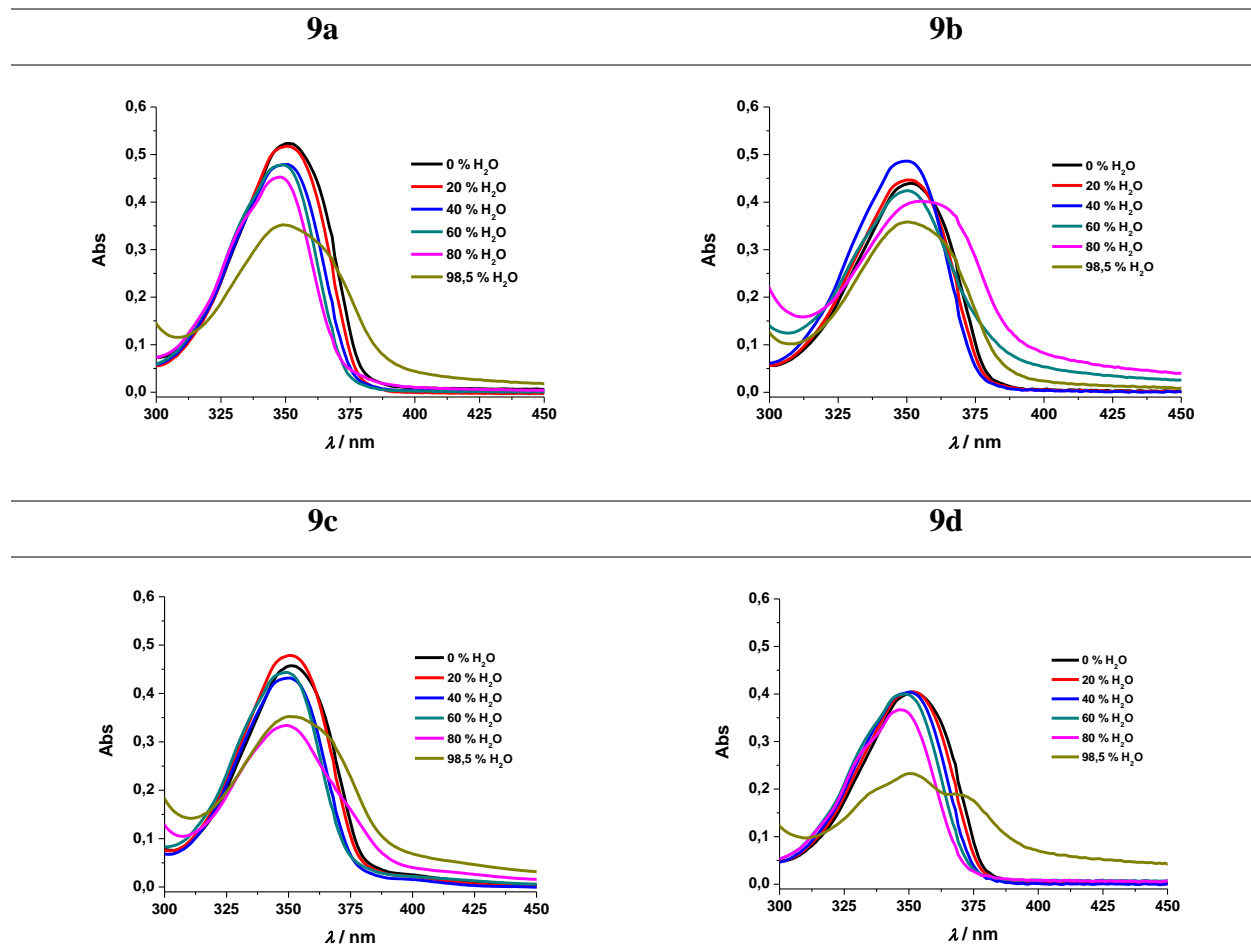 9a
9b
0,6
0,5
0,4
0,3
0,2
0,1
0,0
Abs
300 325 350 375 400 425 450
λ / nm
0 % H₂O
20 % H₂O
40 % H₂O
60 % H₂O
80 % H₂O
98,5 % H₂O
0,6
0,5
0,4
0,3
0,2
0,1
0,0
Abs
300 325 350 375 400 425 450
λ / nm
0 % H₂O
20 % H₂O
40 % H₂O
60 % H₂O
80 % H₂O
98,5 % H₂O
9c
9d
0,6
0,5
0,4
0,3
0,2
0,1
0,0
Abs
300 325 350 375 400 425 450
λ / nm
0 % H₂O
20 % H₂O
40 % H₂O
60 % H₂O
80 % H₂O
98,5 % H₂O
0,6
0,5
0,4
0,3
0,2
0,1
0,0
Abs
300 325 350 375 400 425 450
λ / nm
0 % H₂O
20 % H₂O
40 % H₂O
60 % H₂O
80 % H₂O
98,5 % H₂O